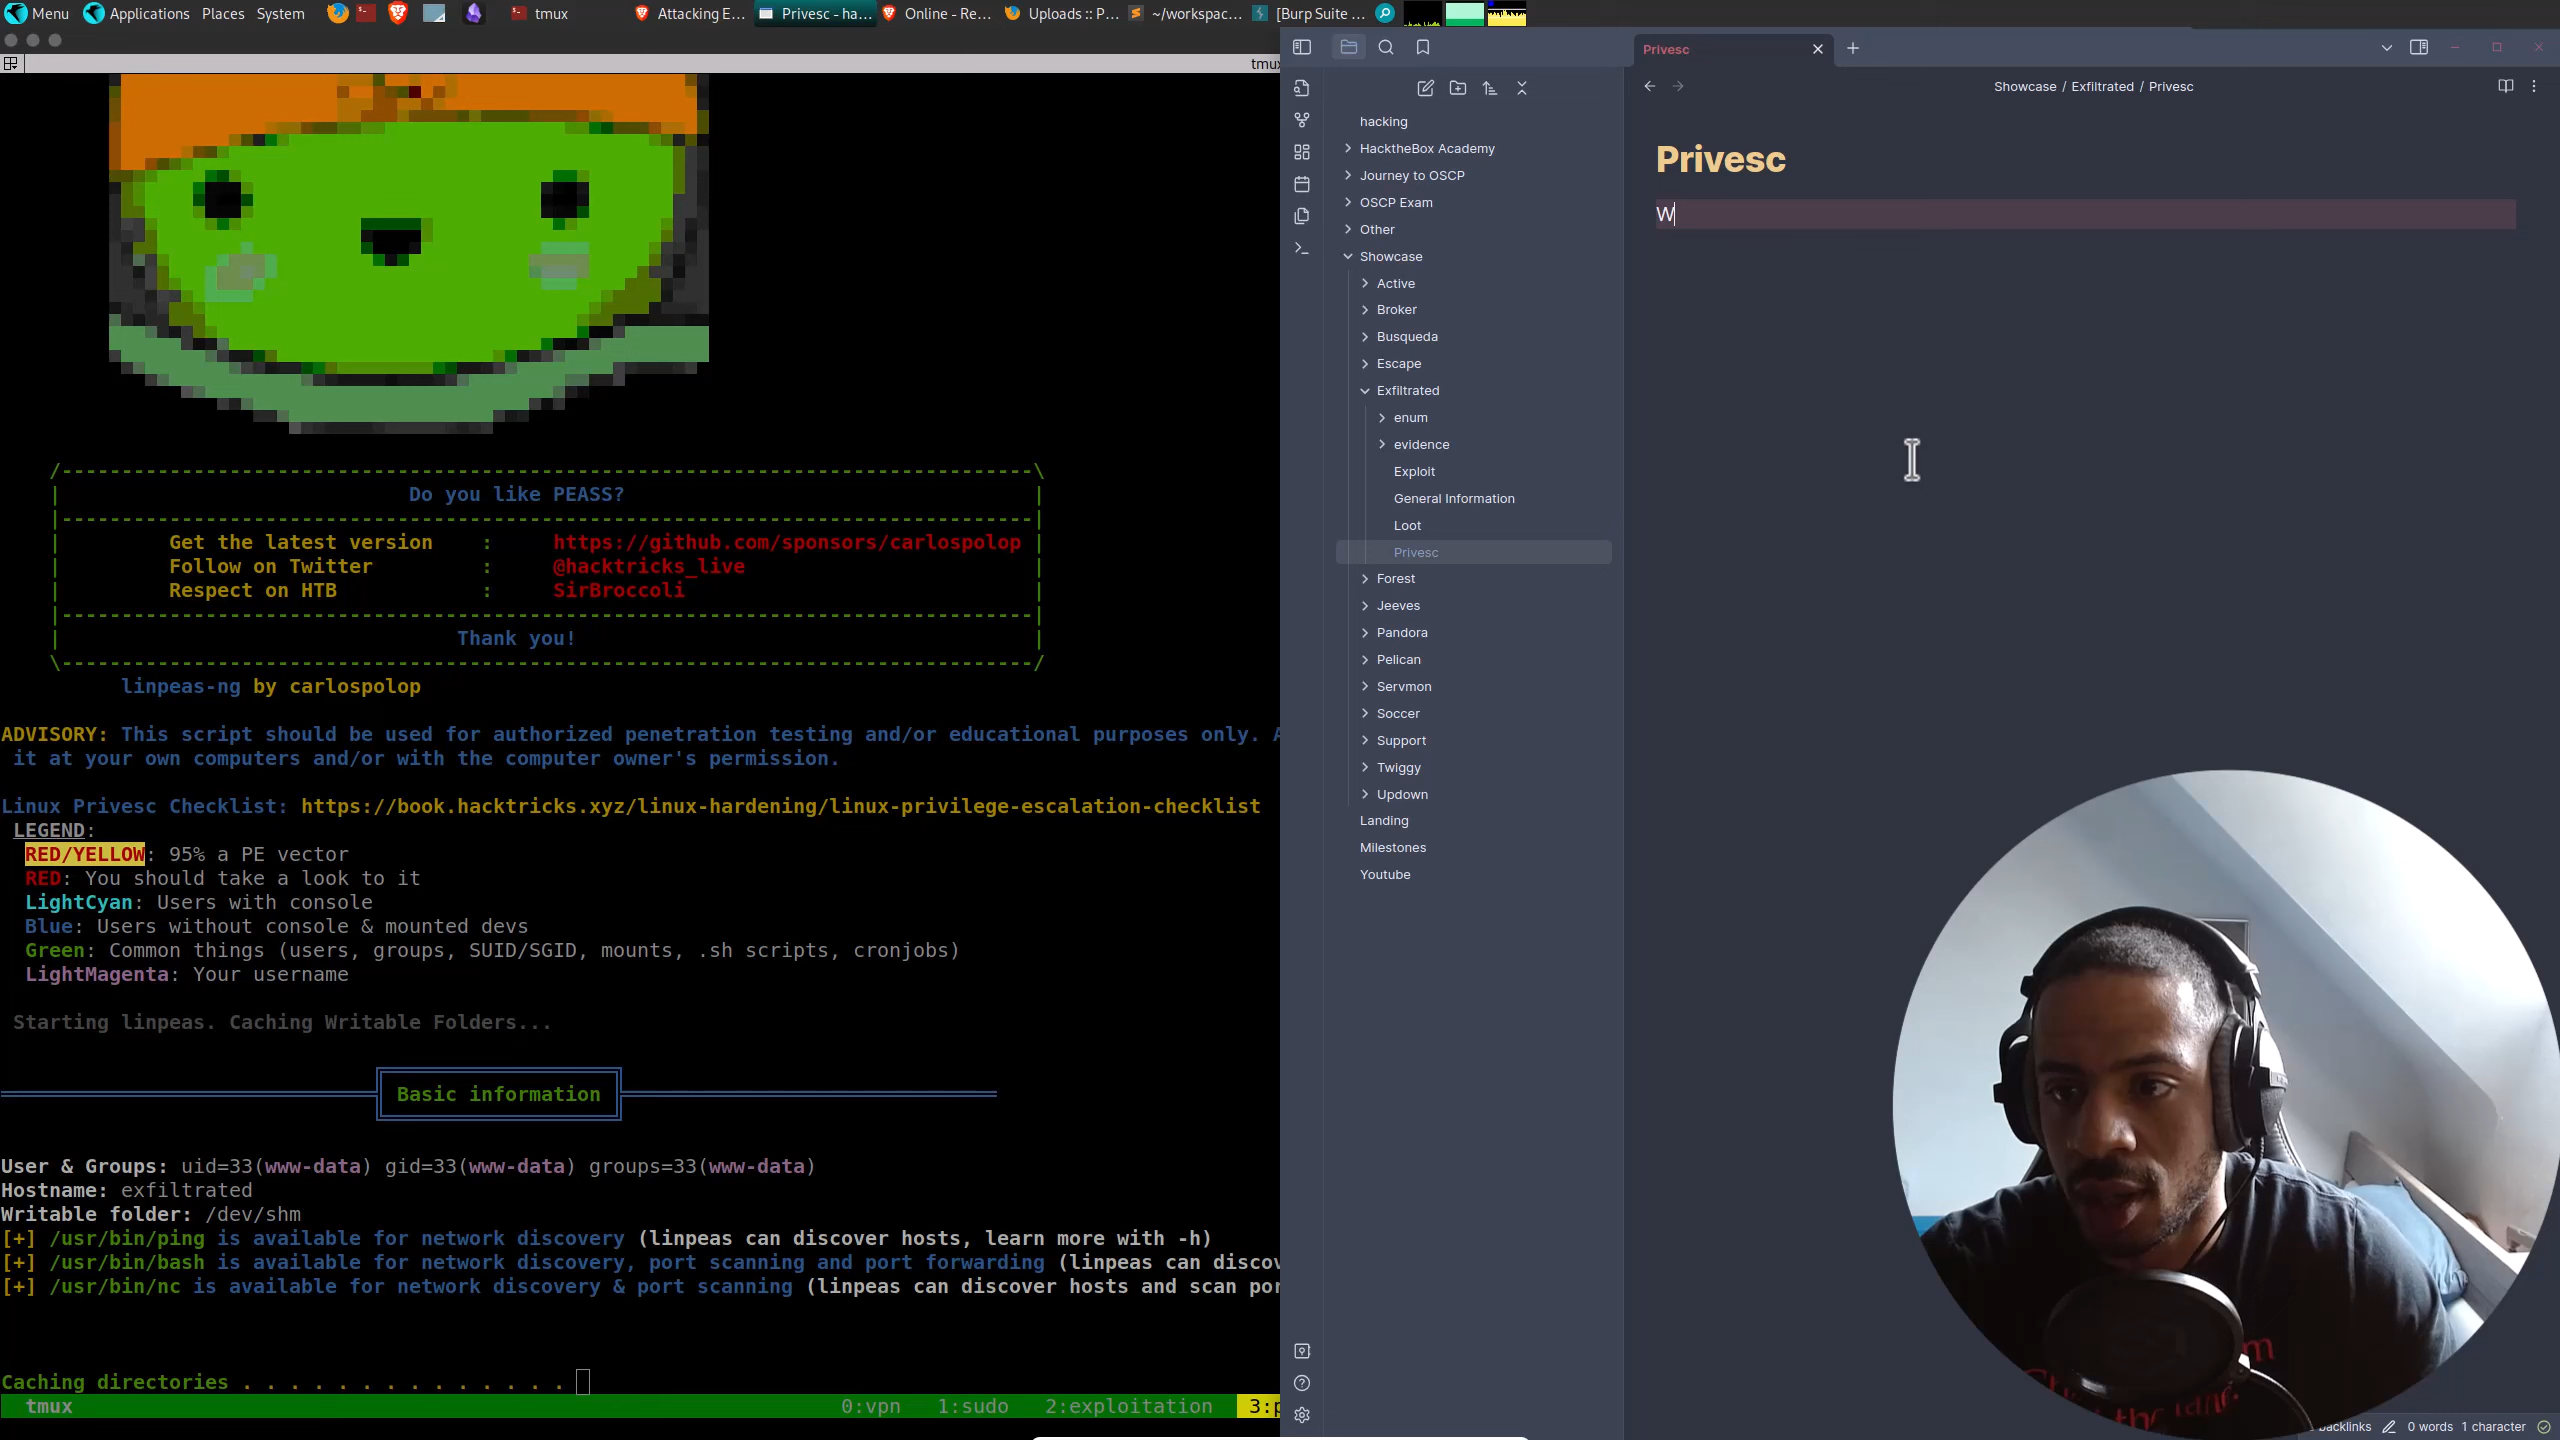 Menu Applications Places System tmux Attacking E... Privesc - ha... Online - Re... Uploads :: P... ~/workspac... [Burp Suite ...
tmux
/------------------------------------------------------------------------------\
| Do you like PEASS? |
|------------------------------------------------------------------------------|
| Get the latest version : https://github.com/sponsors/carlospolop |
| Follow on Twitter : @hacktricks_live |
| Respect on HTB : SirBroccoli |
|------------------------------------------------------------------------------|
| Thank you! |
\------------------------------------------------------------------------------/
linpeas-ng by carlospolop
ADVISORY: This script should be used for authorized penetration testing and/or educational purposes only. A
it at your own computers and/or with the computer owner's permission.
Linux Privesc Checklist: https://book.hacktricks.xyz/linux-hardening/linux-privilege-escalation-checklist
LEGEND:
RED/YELLOW: 95% a PE vector
RED: You should take a look to it
LightCyan: Users with console
Blue: Users without console & mounted devs
Green: Common things (users, groups, SUID/SGID, mounts, .sh scripts, cronjobs)
LightMagenta: Your username
Starting linpeas. Caching Writable Folders...
Basic information
User & Groups: uid=33(www-data) gid=33(www-data) groups=33(www-data)
Hostname: exfiltrated
Writable folder: /dev/shm
[+] /usr/bin/ping is available for network discovery (linpeas can discover hosts, learn more with -h)
[+] /usr/bin/bash is available for network discovery, port scanning and port forwarding (linpeas can discov
[+] /usr/bin/nc is available for network discovery & port scanning (linpeas can discover hosts and scan por
Caching directories . . . . . . . . . . . . . .
tmux 0:vpn 1:sudo 2:exploitation 3:p
hacking
HacktheBox Academy
Journey to OSCP
OSCP Exam
Other
Showcase
Active
Broker
Busqueda
Escape
Exfiltrated
enum
evidence
Exploit
General Information
Loot
Privesc
Forest
Jeeves
Pandora
Pelican
Servmon
Soccer
Support
Twiggy
Updown
Landing
Milestones
Youtube
Privesc
Showcase / Exfiltrated / Privesc
Privesc
W
backlinks 0 words 1 character